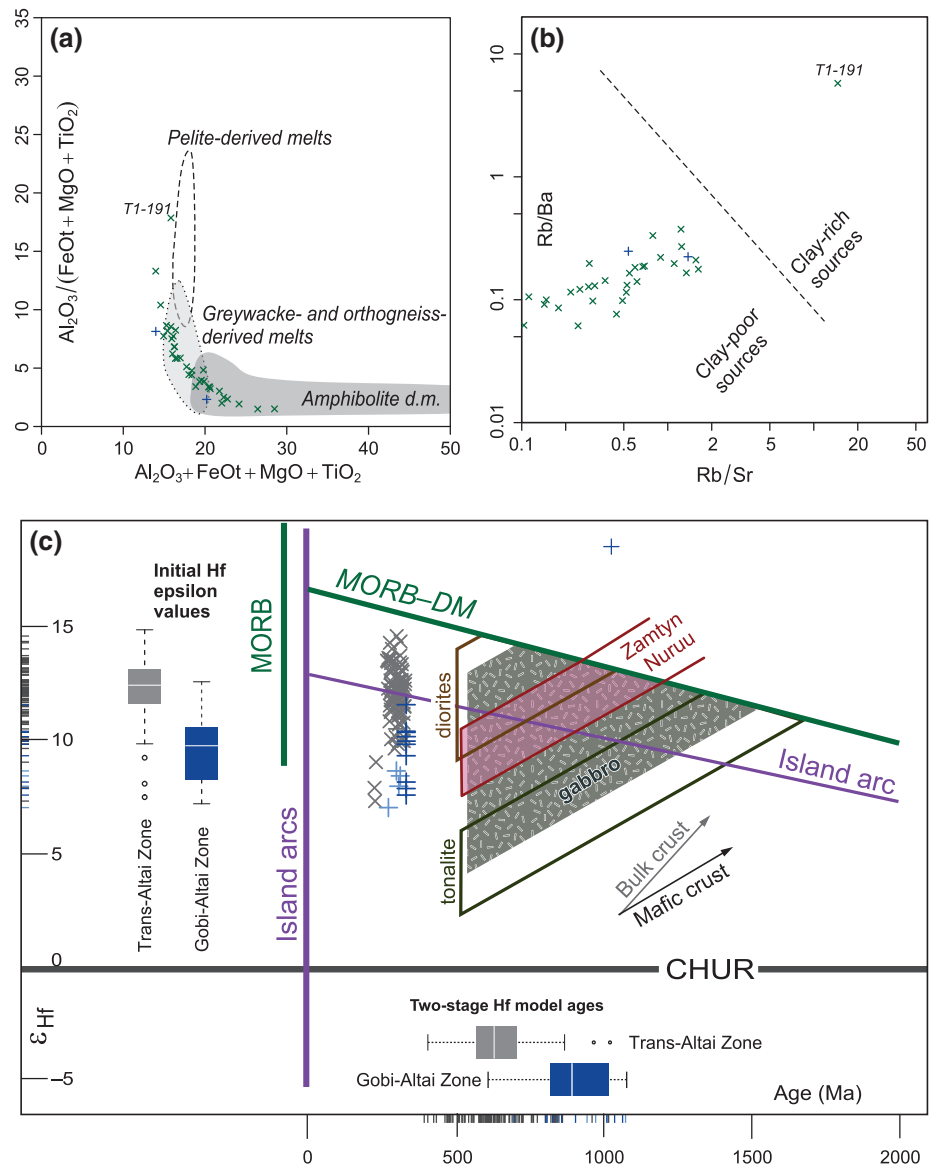 (a)
35
30
25
20
15
10
5
0
Al₂O₃/(FeOt + MgO + TiO₂)
Pelite-derived melts
T1-191
Greywacke- and orthogneiss-
derived melts
Amphibolite d.m.
0
10
20
30
40
50
Al₂O₃+FeOt + MgO + TiO₂
(b)
10
1
0.1
0.01
Rb/Ba
T1-191
Clay-rich
sources
Clay-poor
sources
0.1
0.5
2
5
20
50
Rb/Sr
(c)
Initial Hf
epsilon
values
15
10
5
0
–5
εHf
Trans-Altai Zone
Gobi-Altai Zone
MORB
Island arcs
MORB–DM
Zamtyn
Nuruu
diorites
gabbro
tonalite
Island arc
Bulk crust
Mafic crust
CHUR
Two-stage Hf model ages
Trans-Altai Zone
Gobi-Altai Zone
Age (Ma)
0
500
1000
1500
2000